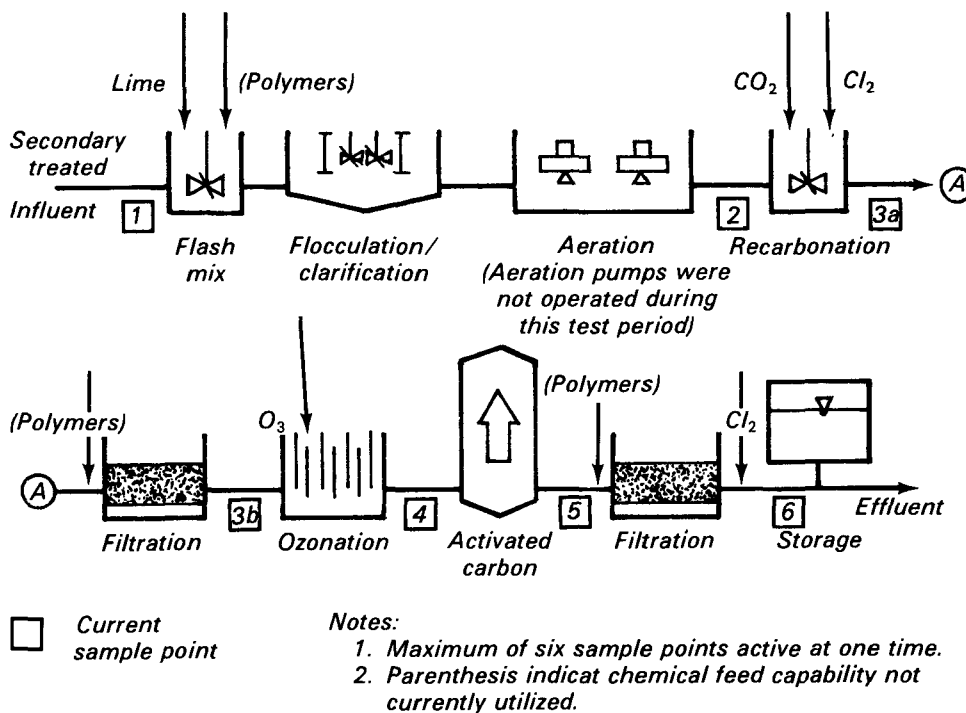 Lime
(Polymers)
CO2
Cl2
Secondary
treated
Influent
1
2
3a
A
Flash
mix
Flocculation/
clarification
Aeration
(Aeration pumps were
not operated during
this test period)
Recarbonation
(Polymers)
O3
(Polymers)
Cl2
A
3b
4
5
6
Effluent
Filtration
Ozonation
Activated
carbon
Filtration
Storage
Current
sample point
Notes:
1. Maximum of six sample points active at one time.
2. Parenthesis indicat chemical feed capability not
currently utilized.